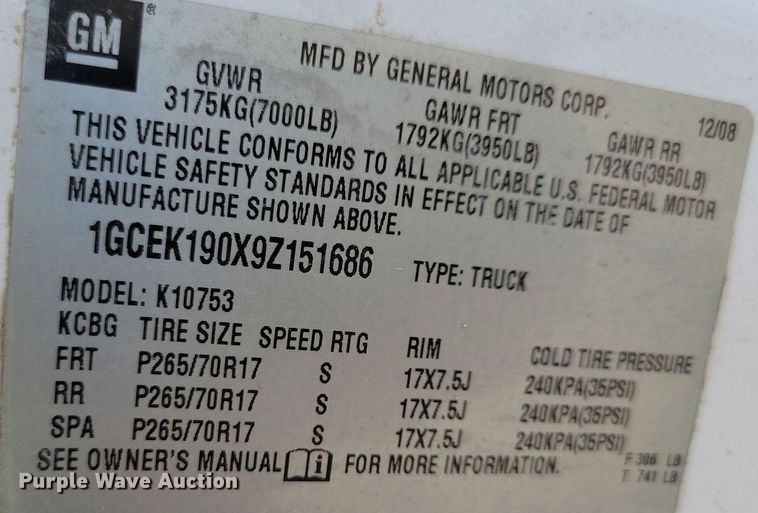 GM ®
MFD BY GENERAL MOTORS CORP. 12/08
GVWR GAWR FRT GAWR RR
3175KG(7000LB) 1792KG(3950LB) 1792KG(3950LB)
THIS VEHICLE CONFORMS TO ALL APPLICABLE U.S. FEDERAL MOTOR
VEHICLE SAFETY STANDARDS IN EFFECT ON THE DATE OF
MANUFACTURE SHOWN ABOVE.
1GCEK190X9Z151686 TYPE: TRUCK
MODEL: K10753
KCBG TIRE SIZE SPEED RTG RIM COLD TIRE PRESSURE
FRT P265/70R17 S 17X7.5J 240KPA(35PSI)
RR P265/70R17 S 17X7.5J 240KPA(35PSI)
SPA P265/70R17 S 17X7.5J 240KPA(35PSI)
SEE OWNER'S MANUAL i FOR MORE INFORMATION.
F 306 LB
T 741 LB
Purple Wave Auction